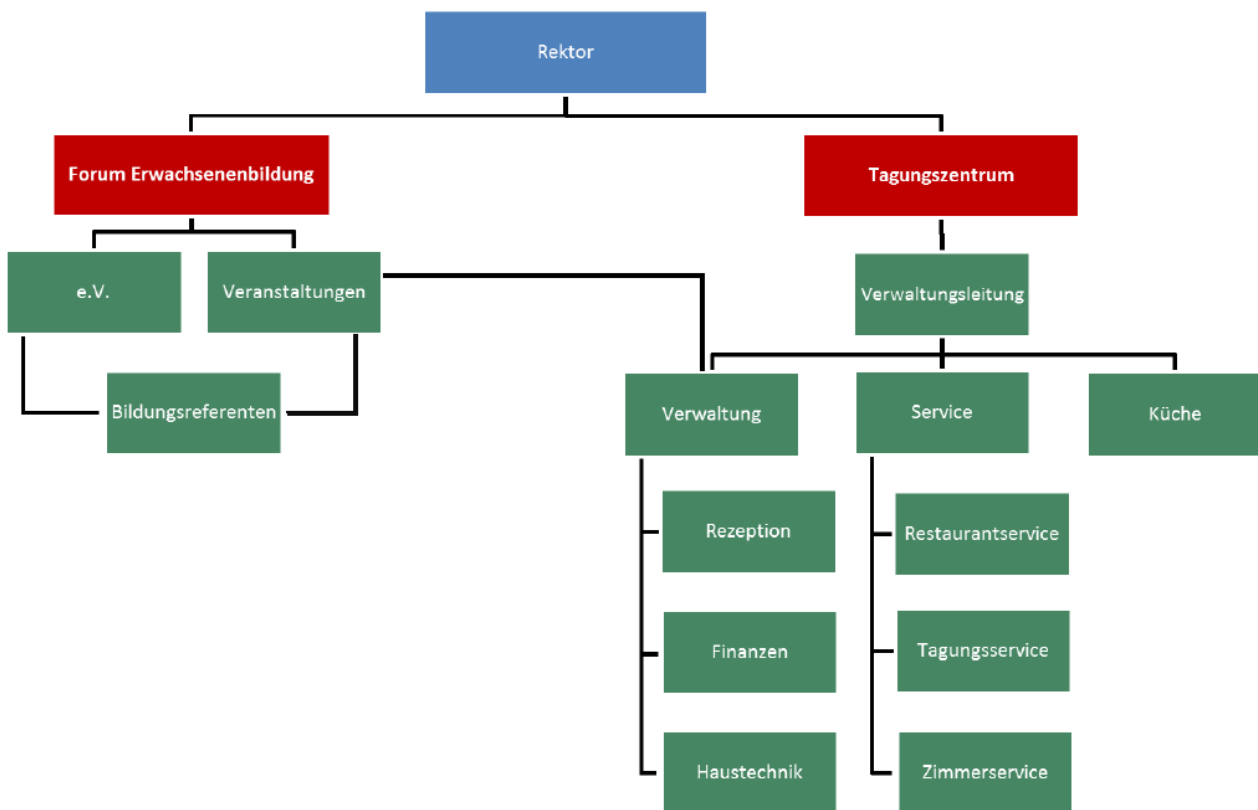 Rektor
Forum Erwachsenenbildung
Tagungszentrum
e.V.
Veranstaltungen
Verwaltungsleitung
Bildungsreferenten
Verwaltung
Service
Küche
Rezeption
Restaurantservice
Finanzen
Tagungsservice
Haustechnik
Zimmerservice